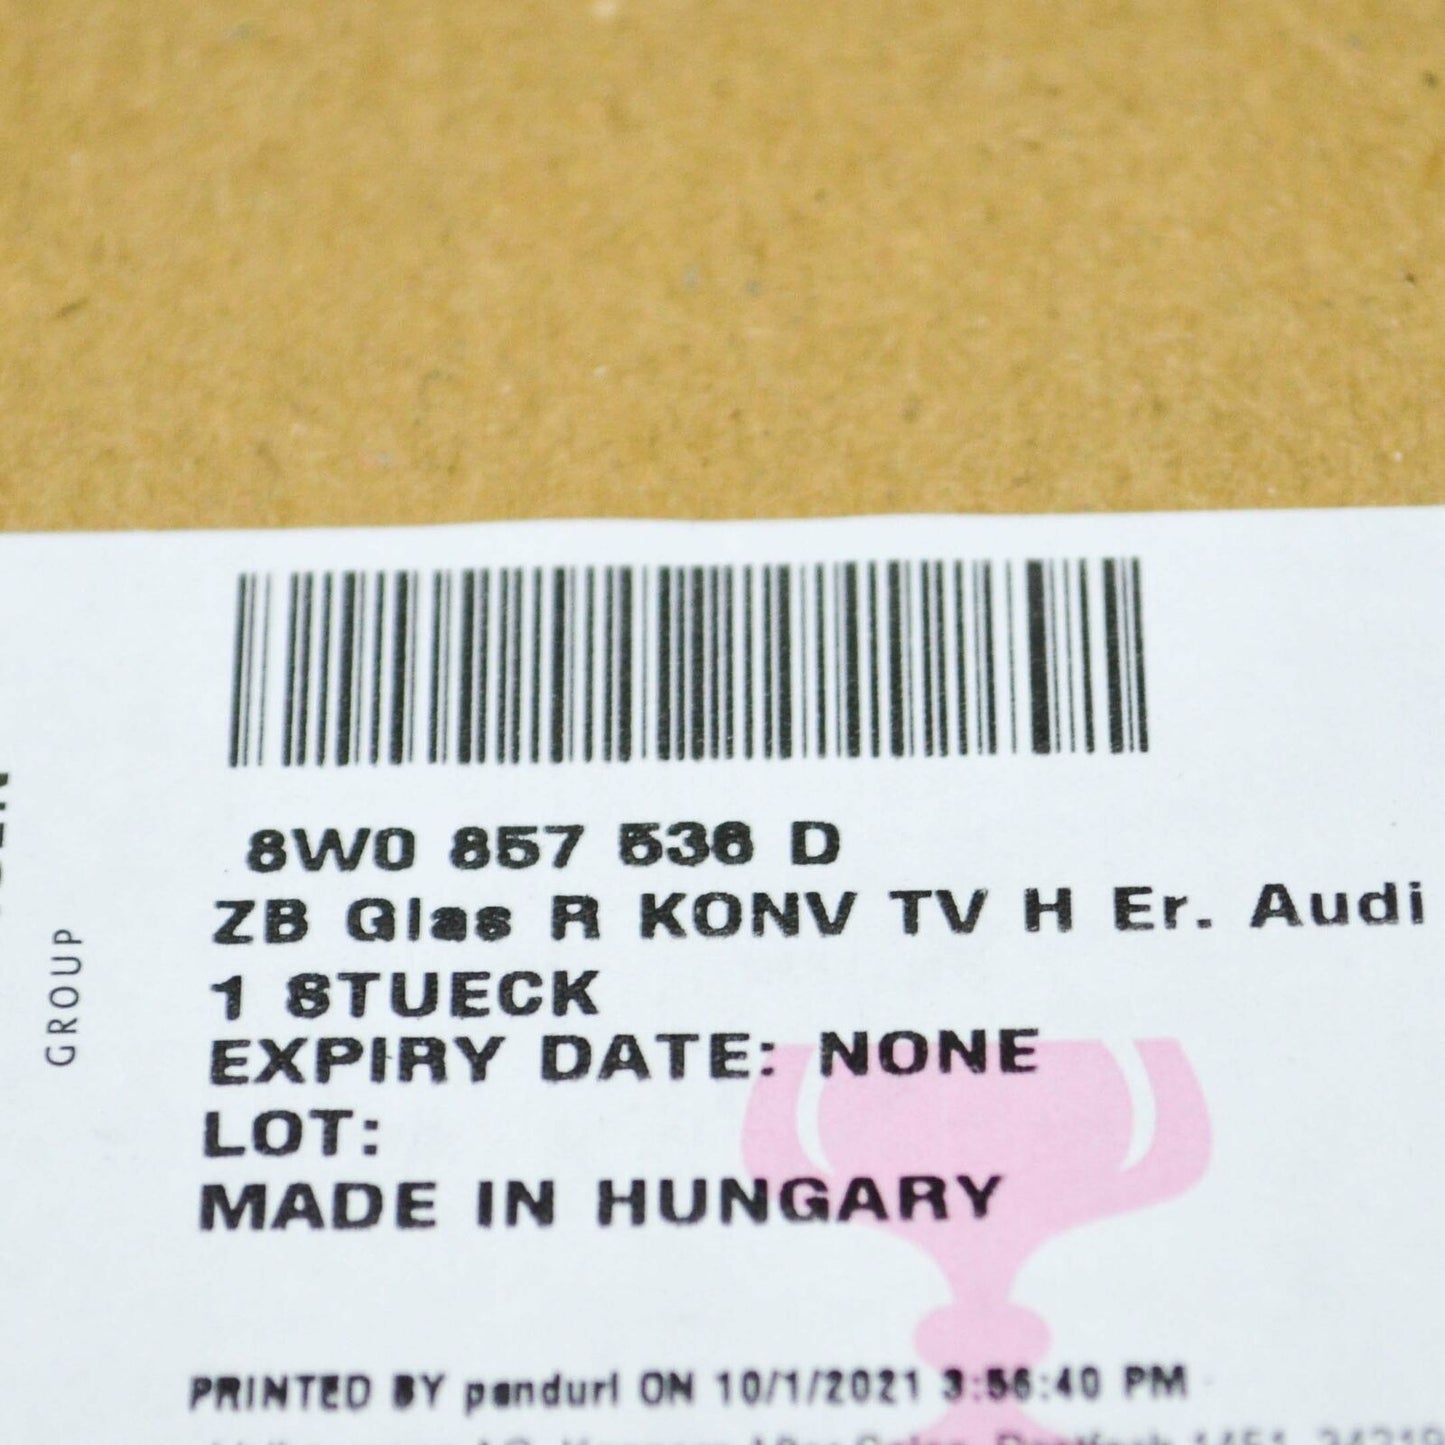 8W0 857 536 D
ZB Glas R KONV TV H Er. Audi
1 STUECK
EXPIRY DATE: NONE
LOT:
MADE IN HUNGARY
PRINTED BY pandurl ON 10/1/2021 3:56:40 PM
GROUP